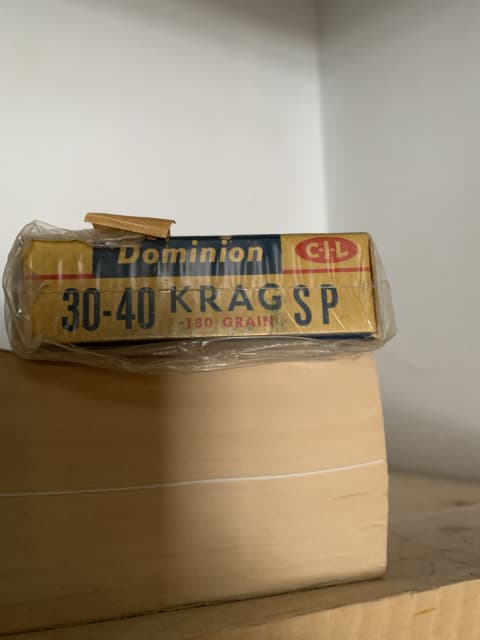 Dominion
C-I-L
30-40 KRAG SP
180 GRAIN